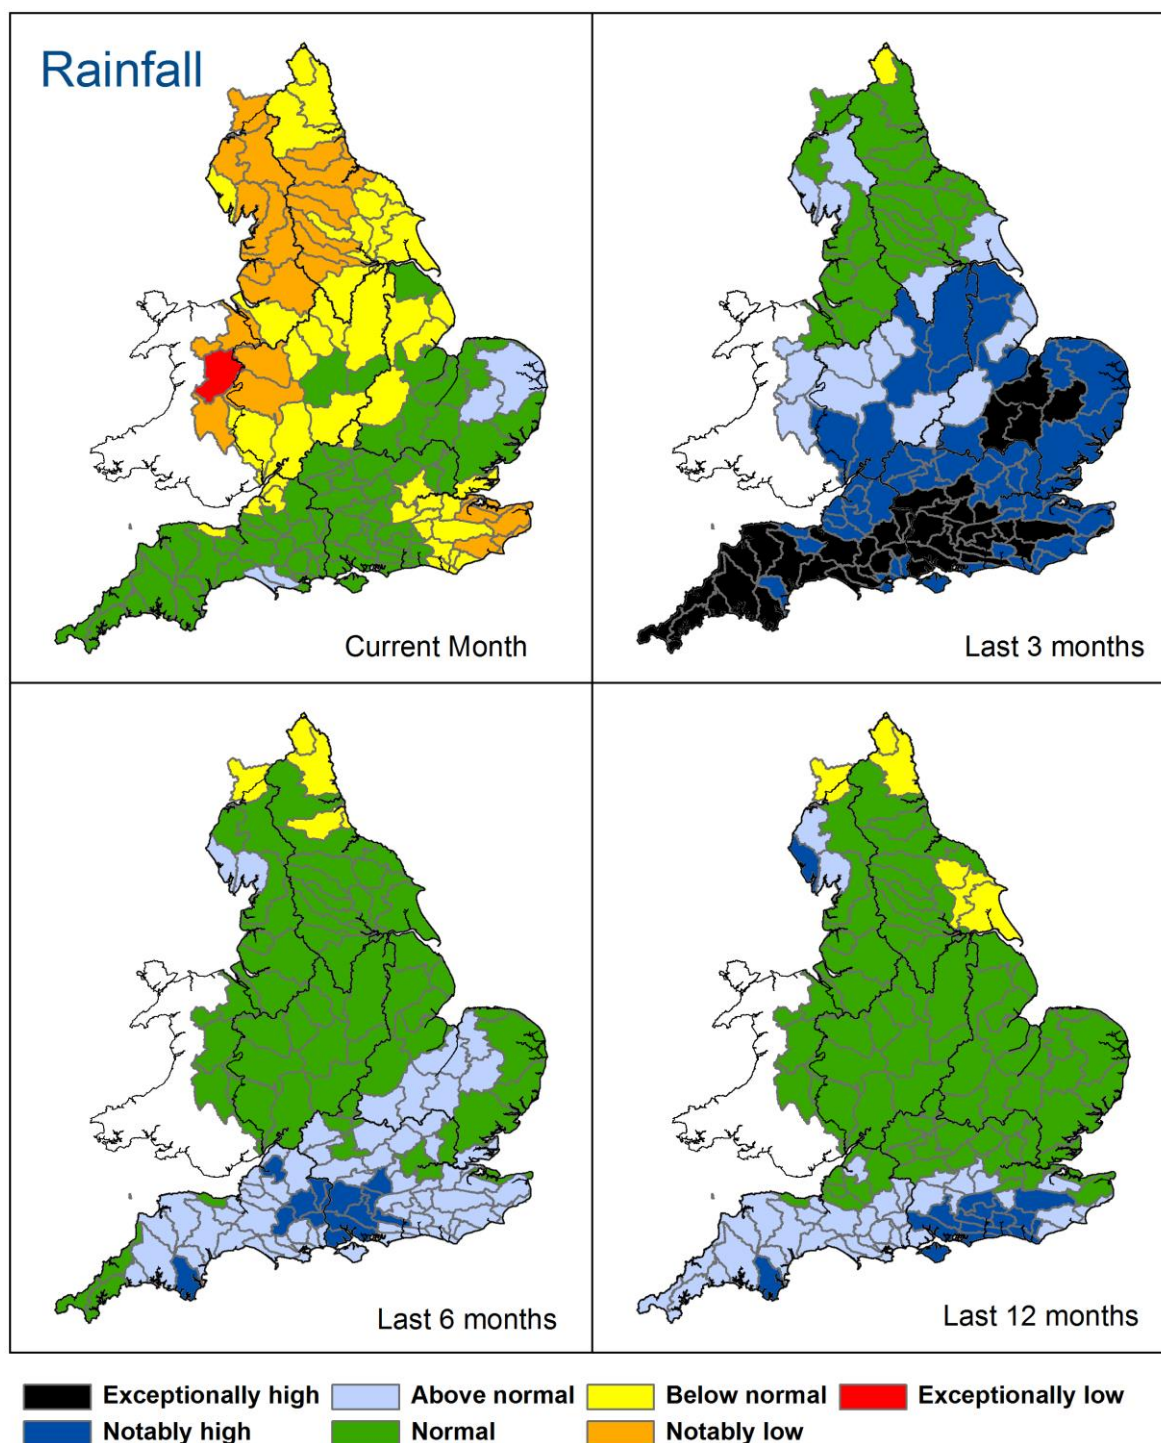 Rainfall
Current Month
Last 3 months
Last 6 months
Last 12 months
Exceptionally high
Above normal
Below normal
Exceptionally low
Notably high
Normal
Notably low